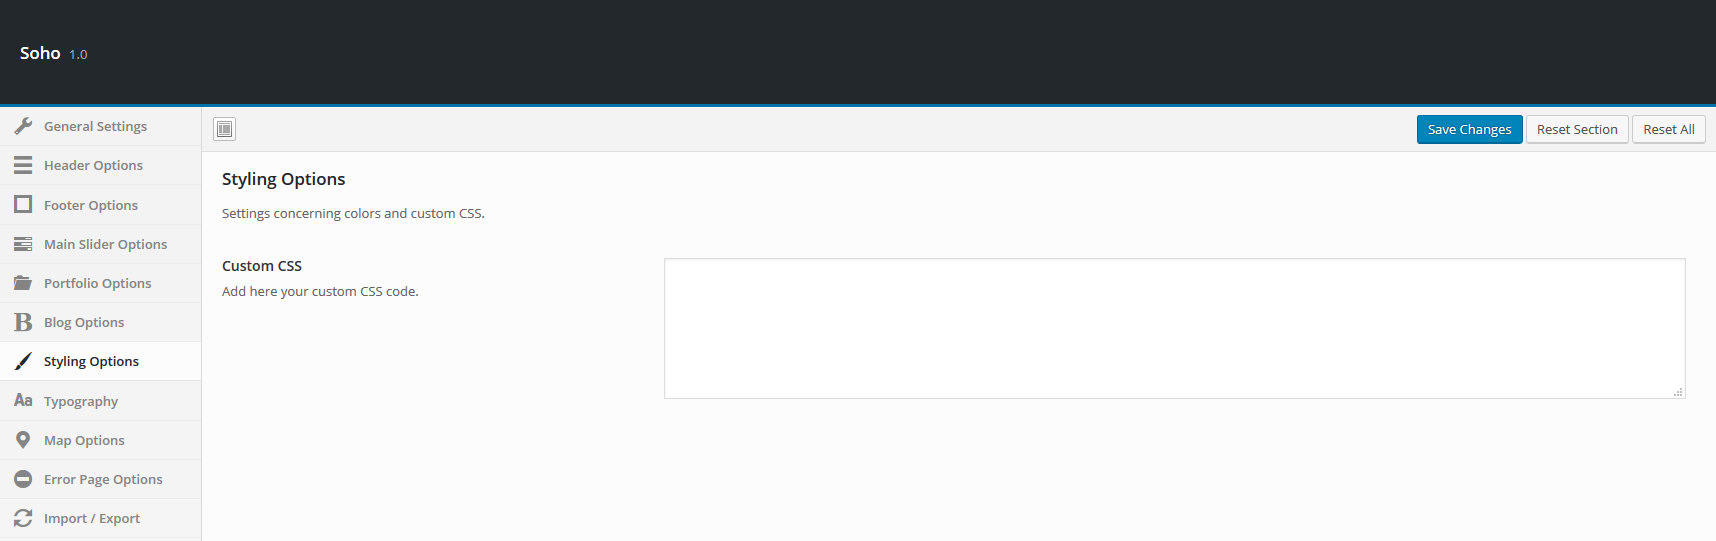 Soho 1.0
General Settings
Header Options
Footer Options
Main Slider Options
Portfolio Options
B Blog Options
Styling Options
Aa Typography
Map Options
Error Page Options
Import / Export
Save Changes Reset Section Reset All
Styling Options
Settings concerning colors and custom CSS.
Custom CSS
Add here your custom CSS code.